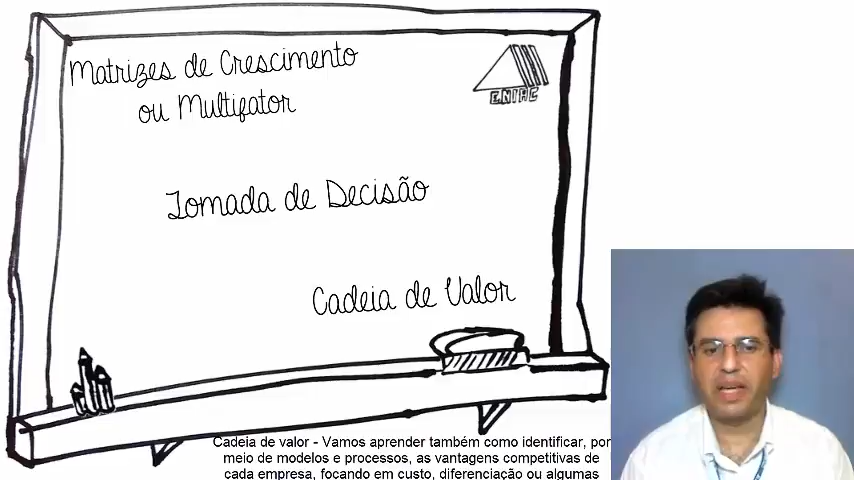 Matrizes de Crescimento
ou Multifator
ENIAC
Tomada de Decisão
Cadeia de Valor
Cadeia de valor - Vamos aprender também como identificar, por
meio de modelos e processos, as vantagens competitivas de
cada empresa, focando em custo, diferenciação ou algumas